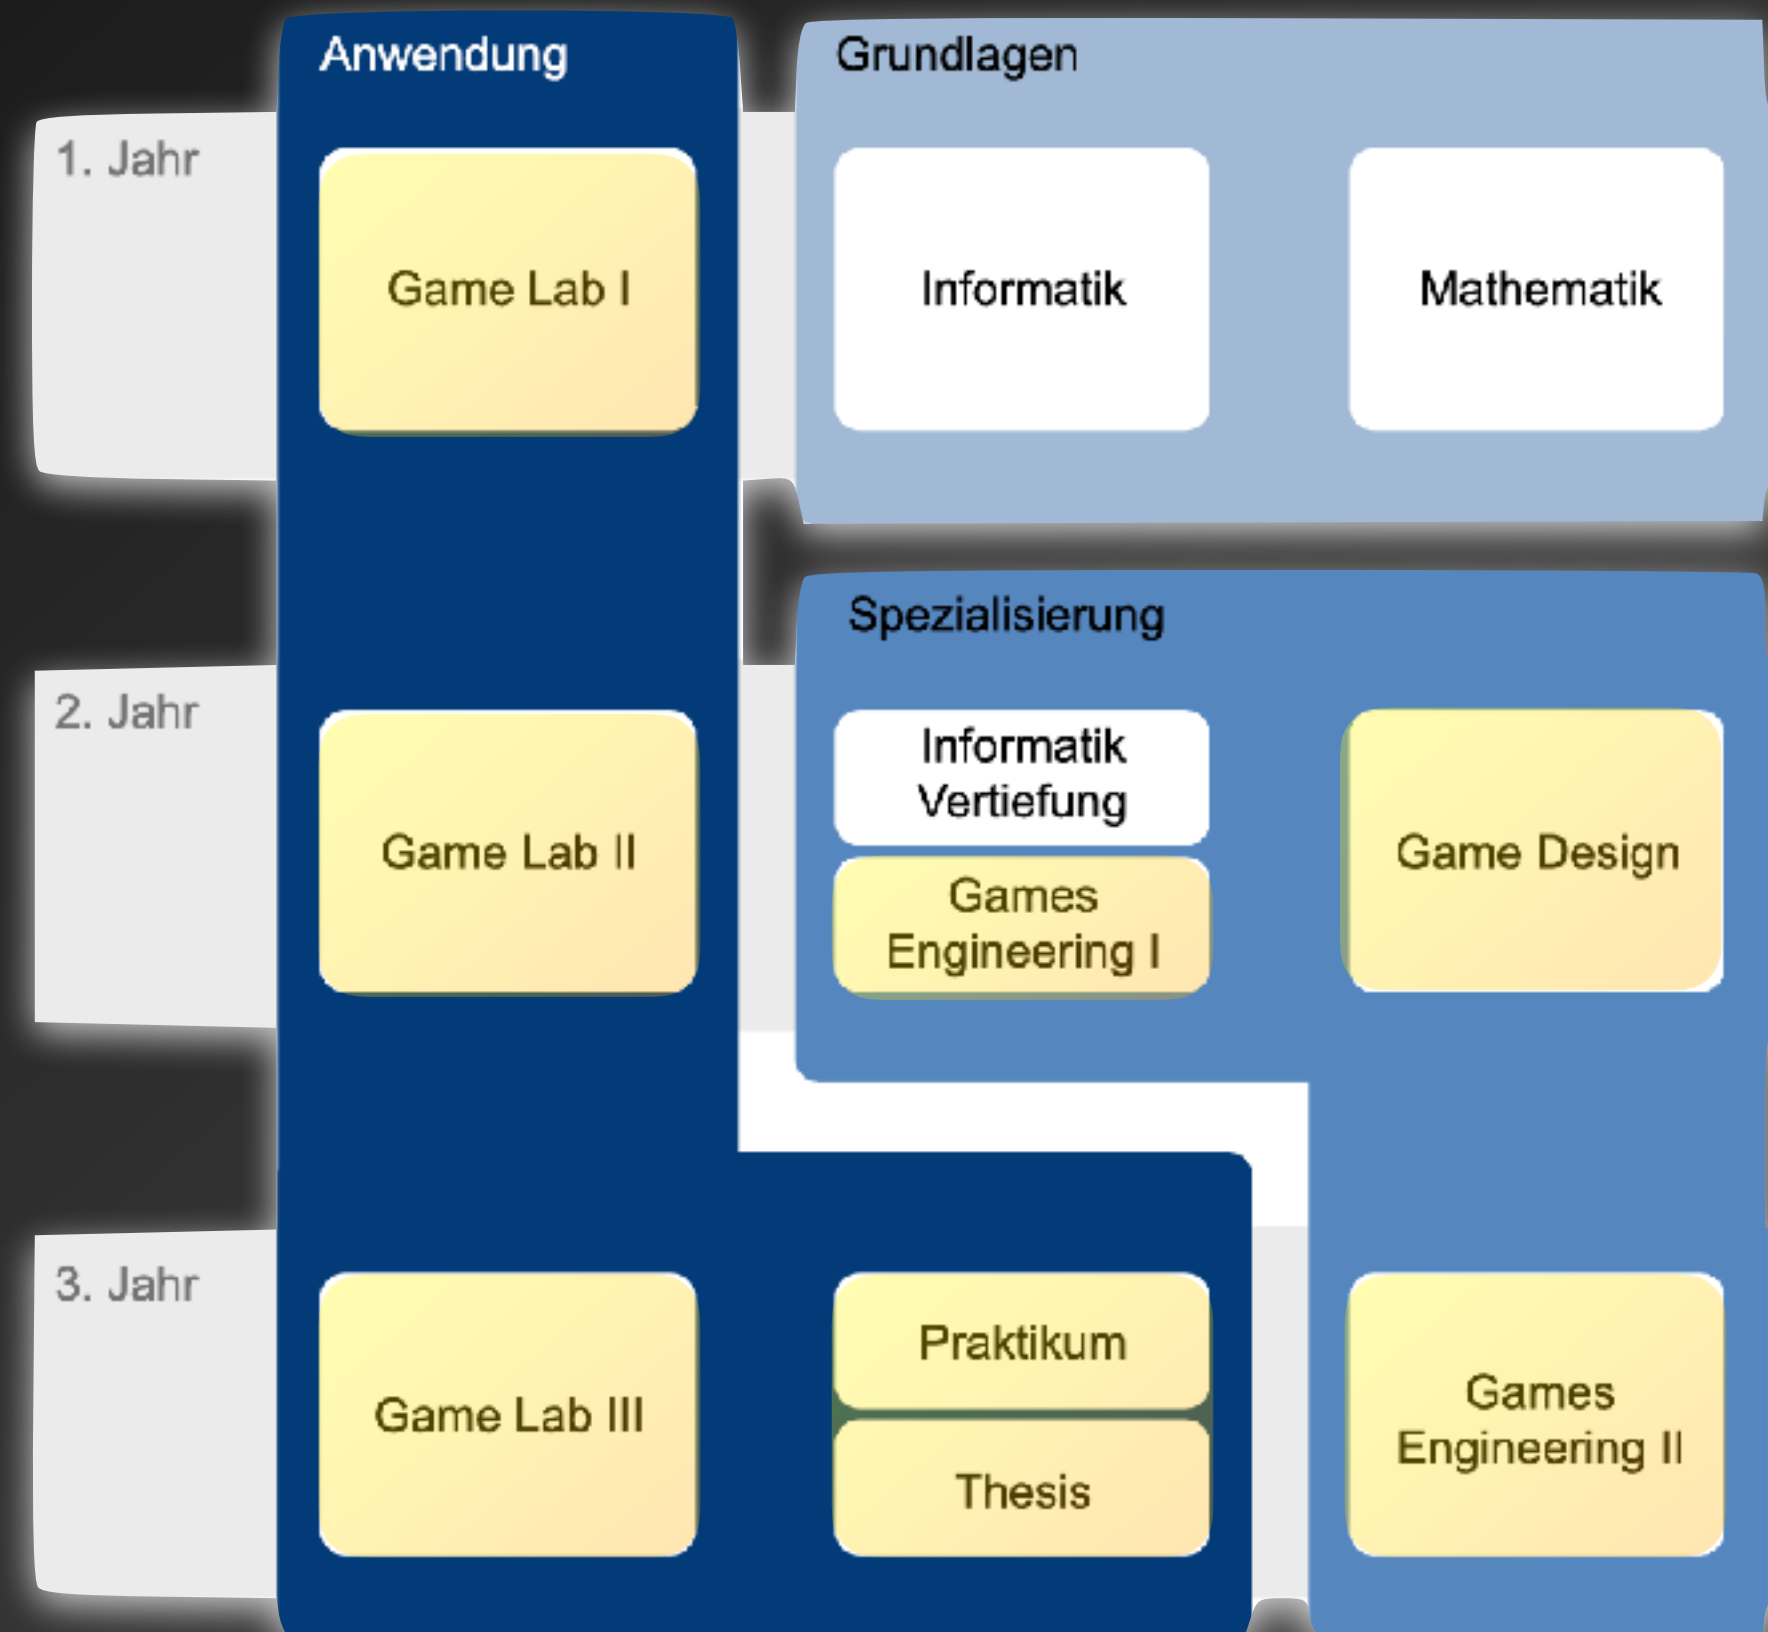 Anwendung
Grundlagen
1. Jahr
Game Lab I
Informatik
Mathematik
Spezialisierung
2. Jahr
Game Lab II
Informatik
Vertiefung
Games
Engineering I
Game Design
3. Jahr
Game Lab III
Praktikum
Thesis
Games
Engineering II